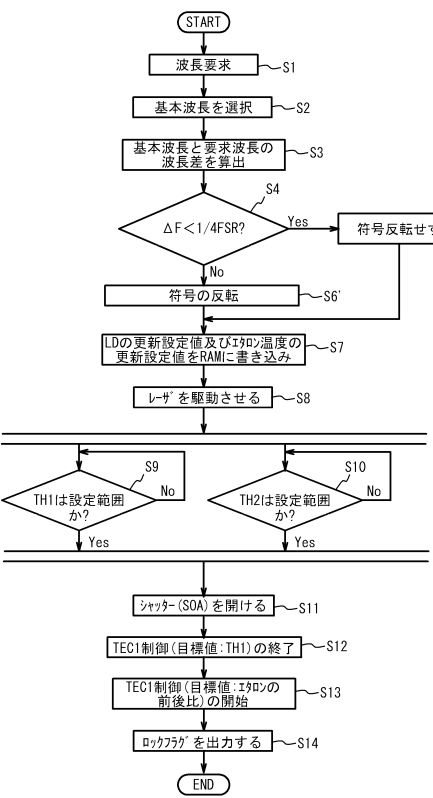 START
波長要求
S1
基本波長を選択
S2
基本波長と要求波長の
波長差を算出
S3
S4
ΔF<1/4FSR?
Yes
符号反転せず
No
符号の反転
S6'
LDの更新設定値及びｴﾀﾛﾝ温度の
更新設定値をRAMに書き込み
S7
ﾚｰｻﾞを駆動させる
S8
S9
TH1は設定範囲
か?
No
Yes
S10
TH2は設定範囲
か?
No
Yes
ｼｬｯﾀｰ(SOA)を開ける
S11
TEC1制御(目標値:TH1)の終了
S12
TEC1制御(目標値:ｴﾀﾛﾝの
前後比)の開始
S13
ﾛｯｸﾌﾗｸﾞを出力する
S14
END